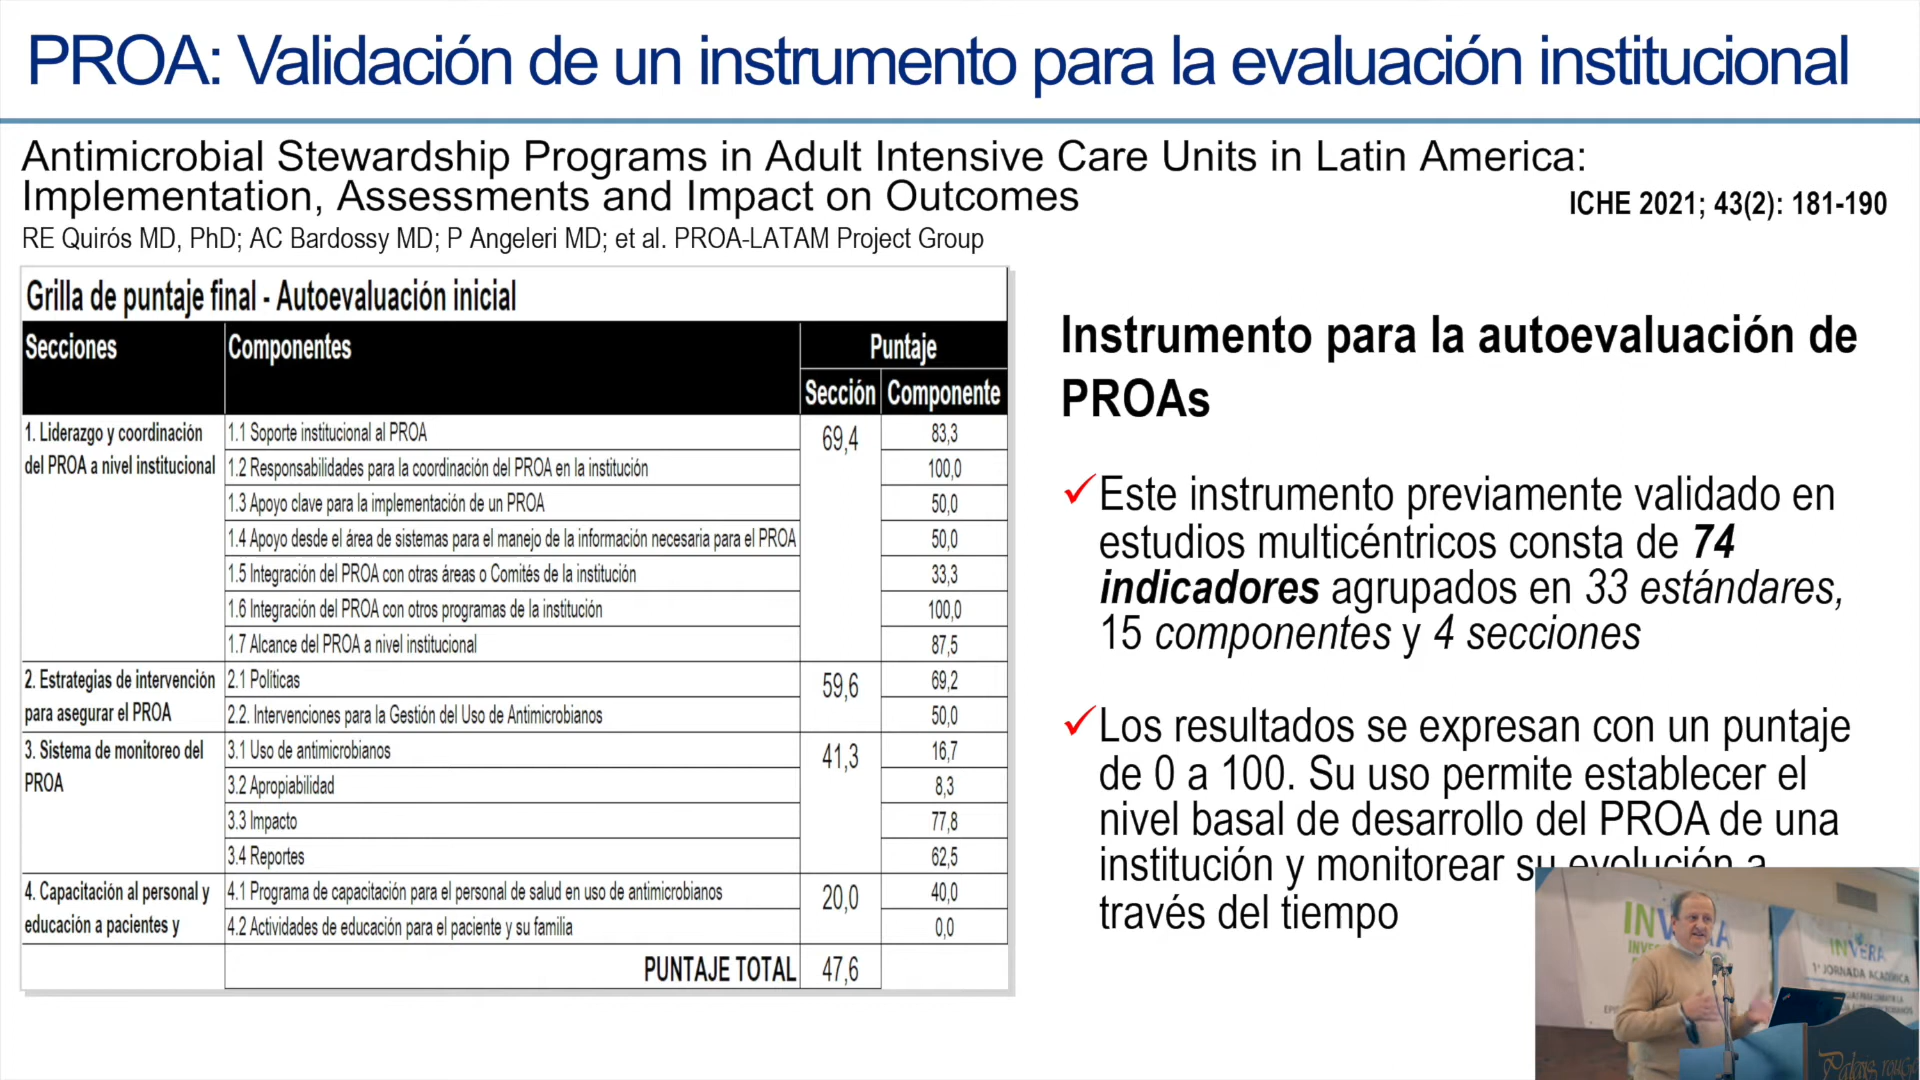 PROA: Validación de un instrumento para la evaluación institucional
Antimicrobial Stewardship Programs in Adult Intensive Care Units in Latin America:
Implementation, Assessments and Impact on Outcomes
ICHE 2021; 43(2): 181-190
RE Quirós MD, PhD; AC Bardossy MD; P Angeleri MD; et al. PROA-LATAM Project Group
Grilla de puntaje final - Autoevaluación inicial
Secciones Componentes Puntaje
Sección Componente
1. Liderazgo y coordinación
del PROA a nivel institucional
69,4
1.1 Soporte institucional al PROA 83,3
1.2 Responsabilidades para la coordinación del PROA en la institución 100,0
1.3 Apoyo clave para la implementación de un PROA 50,0
1.4 Apoyo desde el área de sistemas para el manejo de la información necesaria para el PROA 50,0
1.5 Integración del PROA con otras áreas o Comités de la institución 33,3
1.6 Integración del PROA con otros programas de la institución 100,0
1.7 Alcance del PROA a nivel institucional 87,5
2. Estrategias de intervención
para asegurar el PROA
59,6
2.1 Políticas 69,2
2.2. Intervenciones para la Gestión del Uso de Antimicrobianos 50,0
3. Sistema de monitoreo del
PROA
41,3
3.1 Uso de antimicrobianos 16,7
3.2 Apropiabilidad 8,3
3.3 Impacto 77,8
3.4 Reportes 62,5
4. Capacitación al personal y
educación a pacientes y
20,0
4.1 Programa de capacitación para el personal de salud en uso de antimicrobianos 40,0
4.2 Actividades de educación para el paciente y su familia 0,0
PUNTAJE TOTAL 47,6
Instrumento para la autoevaluación de
PROAs
✓Este instrumento previamente validado en
estudios multicéntricos consta de 74
indicadores agrupados en 33 estándares,
15 componentes y 4 secciones
✓Los resultados se expresan con un puntaje
de 0 a 100. Su uso permite establecer el
nivel basal de desarrollo del PROA de una
institución y monitorear su evolución a
través del tiempo
INVERA
INVERA
1ª JORNADA ACADÉMICA